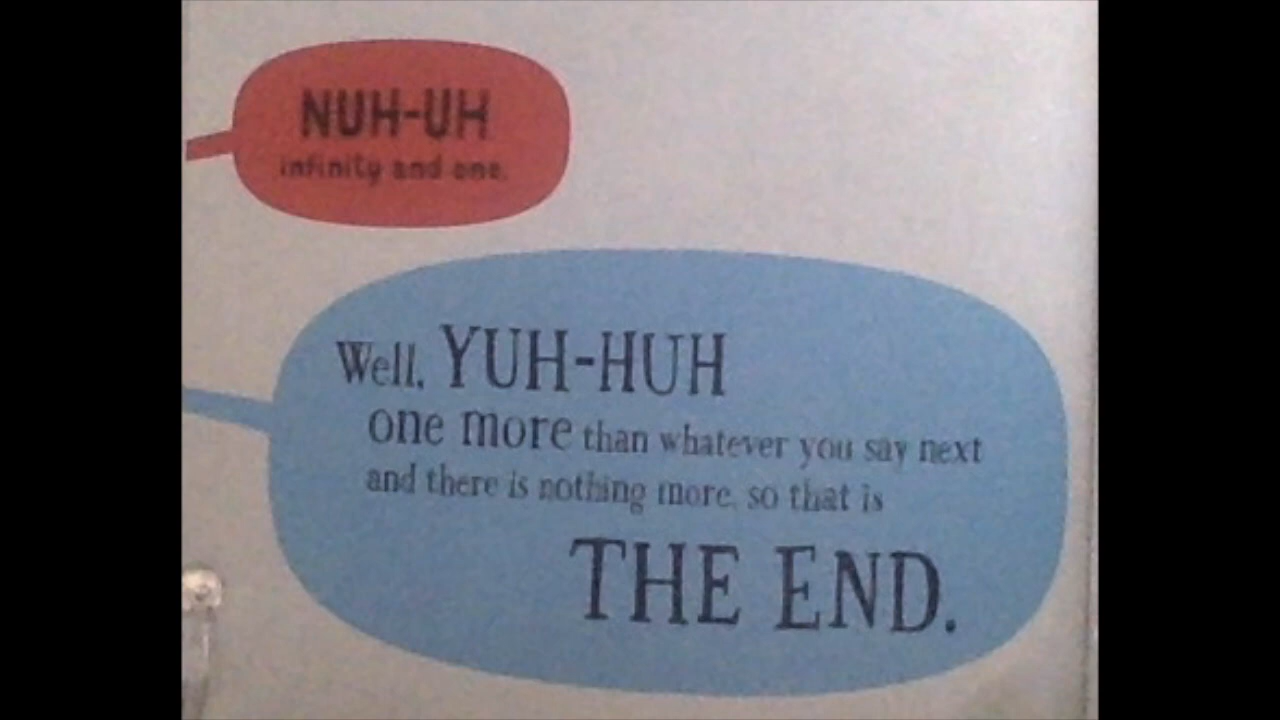 NUH-UH
infinity and one.
Well, YUH-HUH
one more than whatever you say next
and there is nothing more, so that is
THE END.